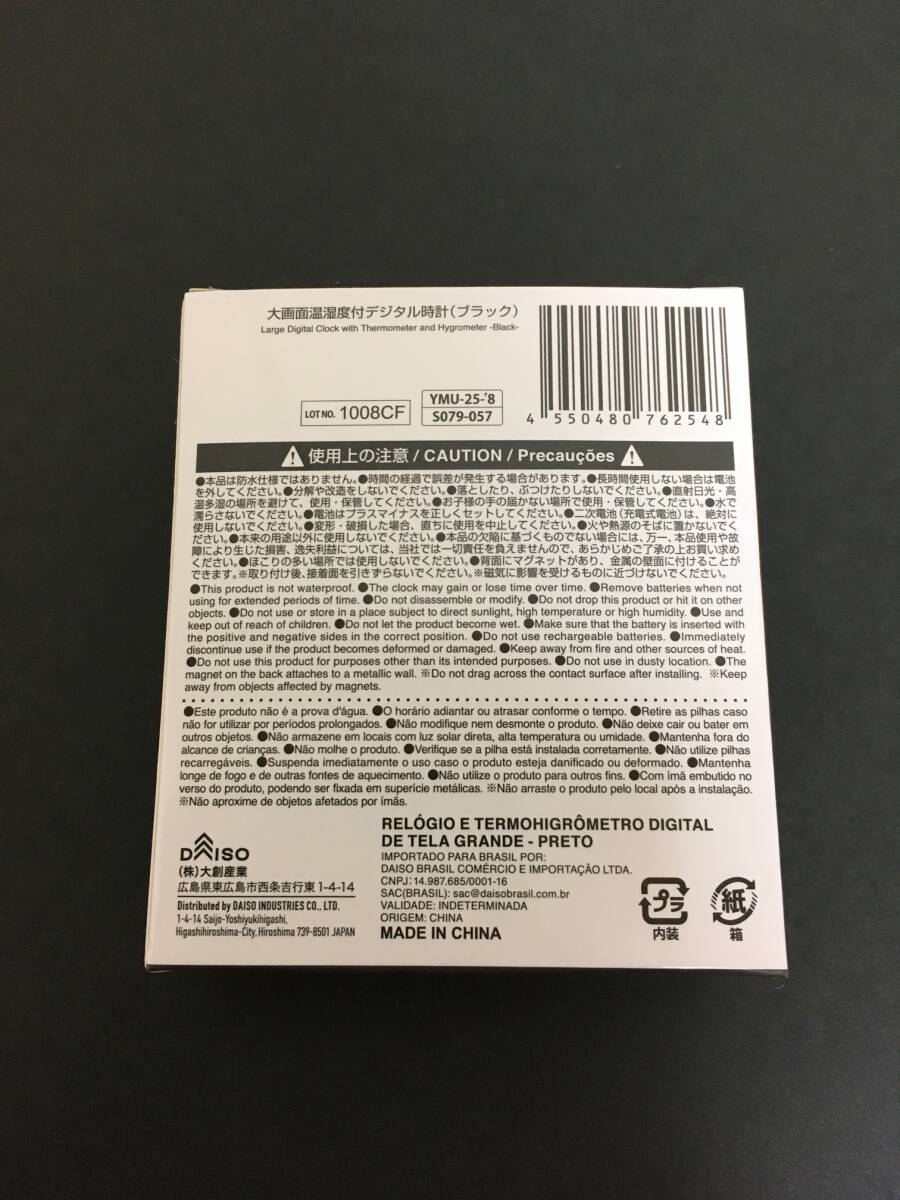 大画面温湿度付デジタル時計（ブラック）
Large Digital Clock with Thermometer and Hygrometer -Black-
LOT NO. 1008CF
YMU-25-'8
S079-057
4 550480 762548
使用上の注意 / CAUTION / Precauções
●本品は防水仕様ではありません。●時間の経過で誤差が発生する場合があります。●長時間使用しない場合は電池
を外してください。●分解や改造をしないでください。●落としたり、ぶつけたりしないでください。●直射日光・高
温多湿の場所を避けて、使用・保管してください。●お子様の手の届かない場所で使用・保管してください。●水で
濡らさないでください。●電池はプラスマイナスを正しくセットしてください。●二次電池（充電式電池）は、絶対に
使用しないでください。●変形・破損した場合、直ちに使用を中止してください。●火や熱源のそばに置かないでく
ださい。●本来の用途以外に使用しないでください。●本品の欠陥に基づくものでない場合には、万一、本品使用や故
障により生じた損害、逸失利益については、当社では一切責任を負えませんので、あらかじめご了承の上お買い求め
ください。●ほこりの多い場所では使用しないでください。●背面にマグネットがあり、金属の壁面に付けることが
できます。※取り付け後、接着面を引きずらないでください。※磁気に影響を受けるものに近づけないでください。
●This product is not waterproof. ●The clock may gain or lose time over time. ●Remove batteries when not
using for extended periods of time. ●Do not disassemble or modify. ●Do not drop this product or hit it on other
objects. ●Do not use or store in a place subject to direct sunlight, high temperature or high humidity. ●Use and
keep out of reach of children. ●Do not let the product become wet. ●Make sure that the battery is inserted with
the positive and negative sides in the correct position. ●Do not use rechargeable batteries. ●Immediately
discontinue use if the product becomes deformed or damaged. ●Keep away from fire and other sources of heat.
●Do not use this product for purposes other than its intended purposes. ●Do not use in dusty location. ●The
magnet on the back attaches to a metallic wall. ※Do not drag across the contact surface after installing. ※Keep
away from objects affected by magnets.
●Este produto não é a prova d'água. ●O horário adiantar ou atrasar conforme o tempo. ●Retire as pilhas caso
não for utilizar por períodos prolongados. ●Não modifique nem desmonte o produto. ●Não deixe cair ou bater em
outros objetos. ●Não armazene em locais com luz solar direta, alta temperatura ou umidade. ●Mantenha fora do
alcance de crianças. ●Não molhe o produto. ●Verifique se a pilha está instalada corretamente. ●Não utilize pilhas
recarregáveis. ●Suspenda imediatamente o uso caso o produto esteja danificado ou deformado. ●Mantenha
longe de fogo e de outras fontes de aquecimento. ●Não utilize o produto para outros fins. ●Com imã embutido no
verso do produto, podendo ser fixada em superície metálicas. ※Não arraste o produto pelo local após a instalação.
※Não aproxime de objetos afetados por ímãs.
DAISO
(株)大創産業
広島県東広島市西条吉行東1-4-14
Distributed by DAISO INDUSTRIES CO., LTD.
1-4-14 Saijo-Yoshiyukihigashi,
Higashihiroshima-City, Hiroshima 739-8501 JAPAN
RELÓGIO E TERMOHIGRÔMETRO DIGITAL
DE TELA GRANDE - PRETO
IMPORTADO PARA BRASIL POR:
DAISO BRASIL COMÉRCIO E IMPORTAÇÃO LTDA.
CNPJ: 14.987.685/0001-16
SAC(BRASIL): sac@daisobrasil.com.br
VALIDADE: INDETERMINADA
ORIGEM: CHINA
MADE IN CHINA
プラ
内装
紙
箱